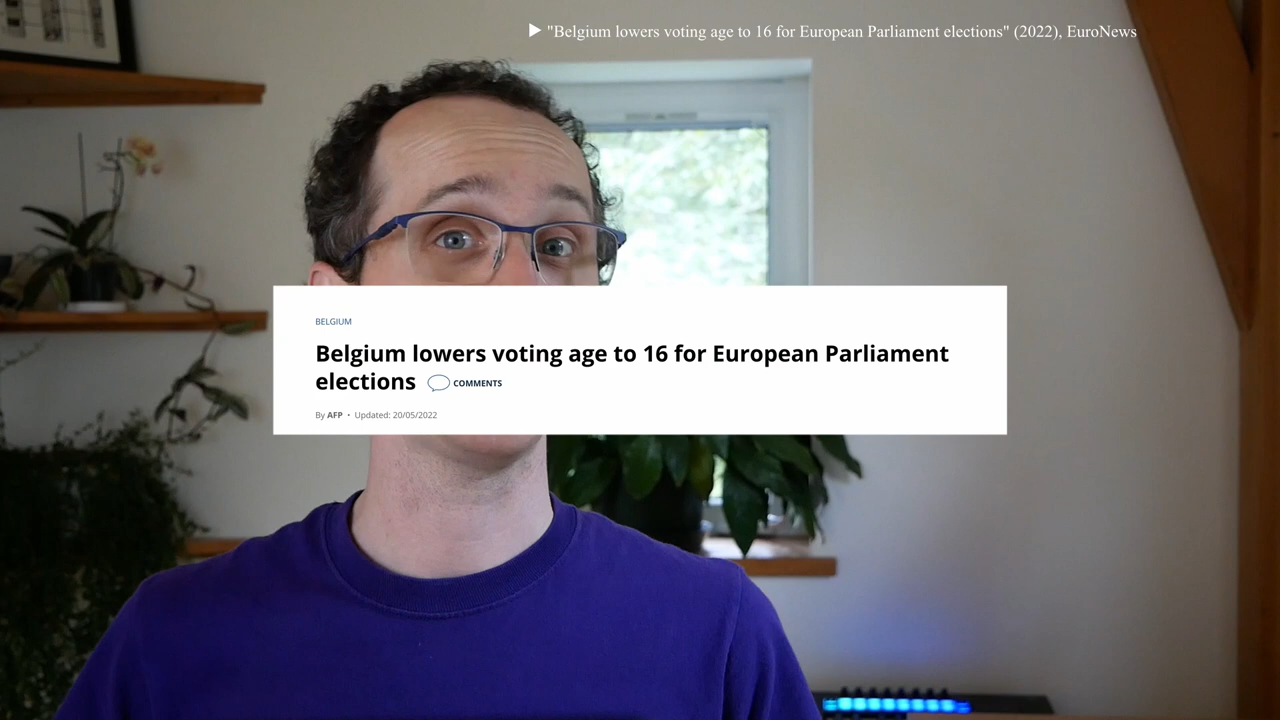 ▶ "Belgium lowers voting age to 16 for European Parliament elections" (2022), EuroNews
BELGIUM
Belgium lowers voting age to 16 for European Parliament
elections COMMENTS
By AFP • Updated: 20/05/2022